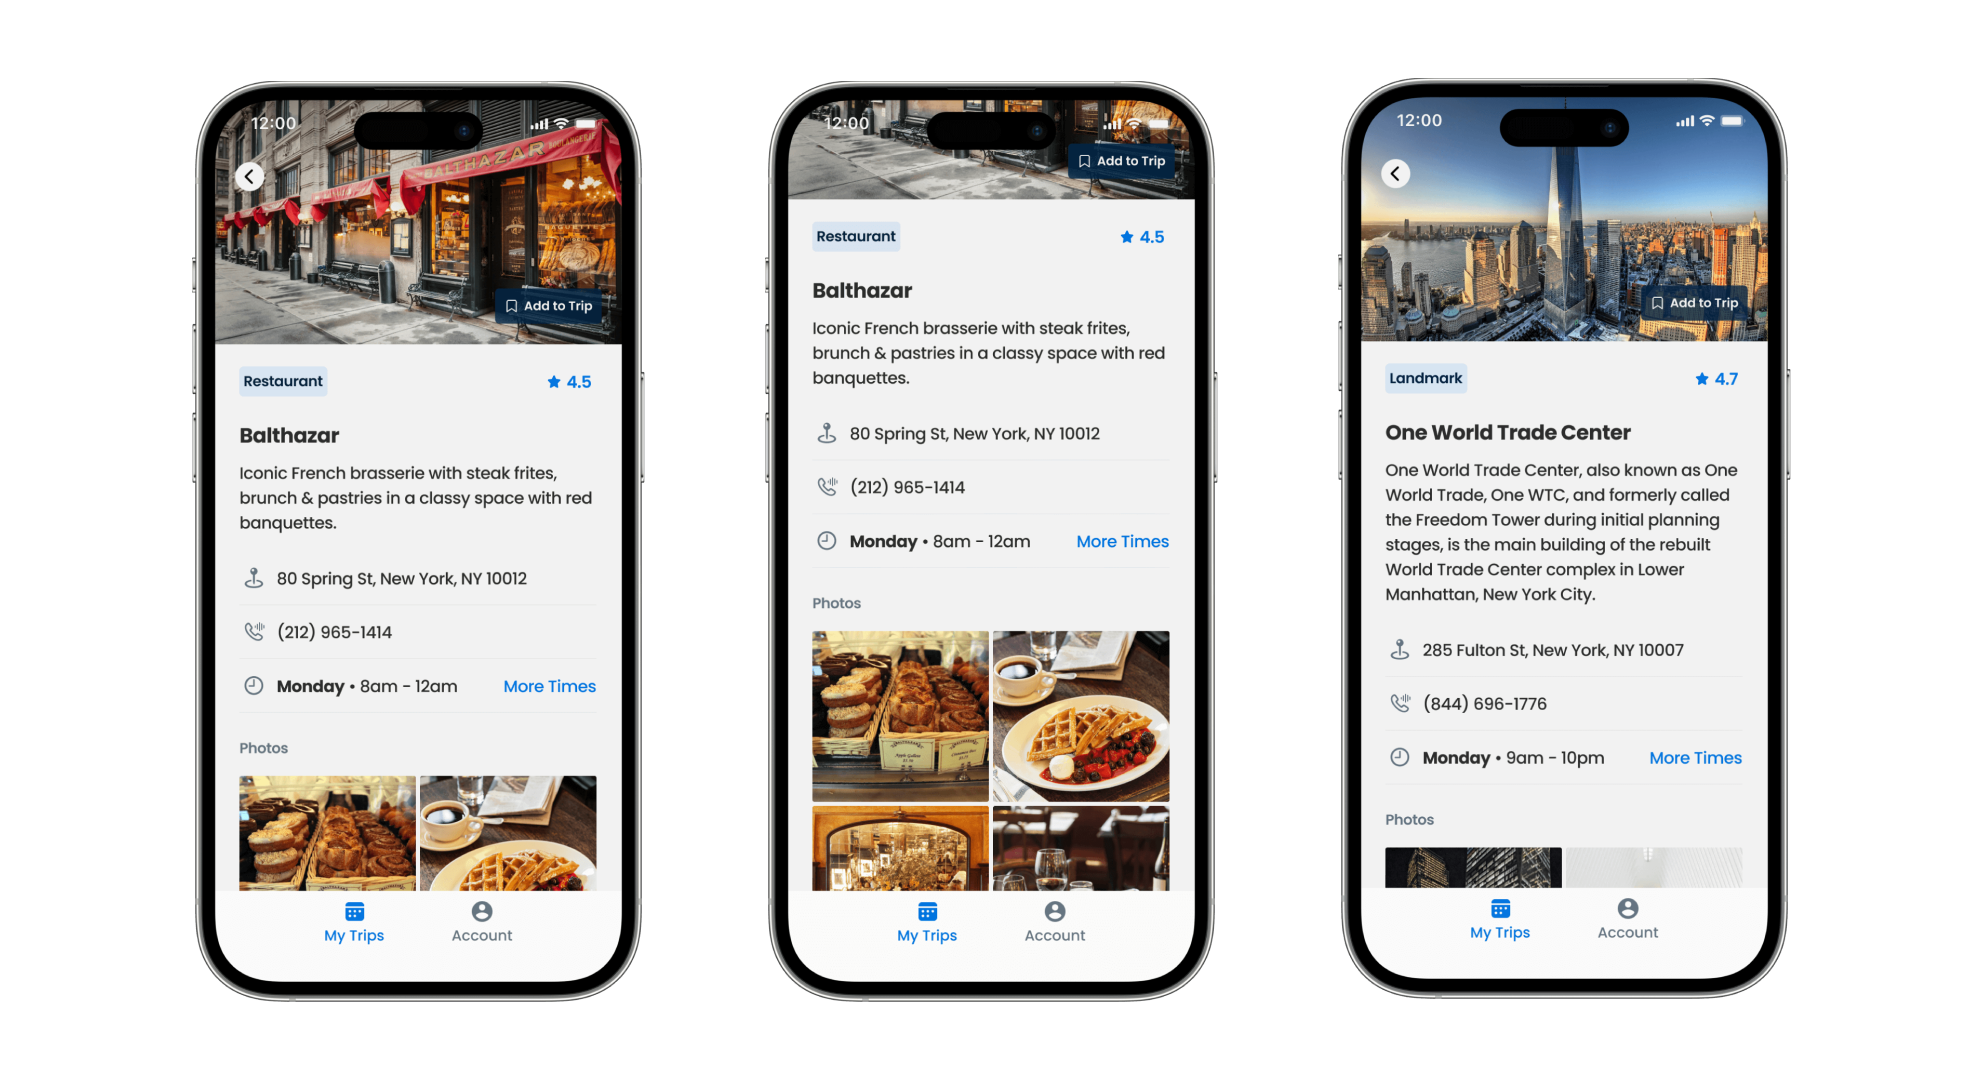 12:00
BALTHAZAR
BOULANGERIE
Add to Trip
Restaurant
4.5
Balthazar
Iconic French brasserie with steak frites,
brunch & pastries in a classy space with red
banquettes.
80 Spring St, New York, NY 10012
(212) 965-1414
Monday • 8am - 12am
More Times
Photos
My Trips
Account
12:00
Add to Trip
Restaurant
4.5
Balthazar
Iconic French brasserie with steak frites,
brunch & pastries in a classy space with red
banquettes.
80 Spring St, New York, NY 10012
(212) 965-1414
Monday • 8am - 12am
More Times
Photos
My Trips
Account
12:00
Add to Trip
Landmark
4.7
One World Trade Center
One World Trade Center, also known as One
World Trade, One WTC, and formerly called
the Freedom Tower during initial planning
stages, is the main building of the rebuilt
World Trade Center complex in Lower
Manhattan, New York City.
285 Fulton St, New York, NY 10007
(844) 696-1776
Monday • 9am - 10pm
More Times
Photos
My Trips
Account